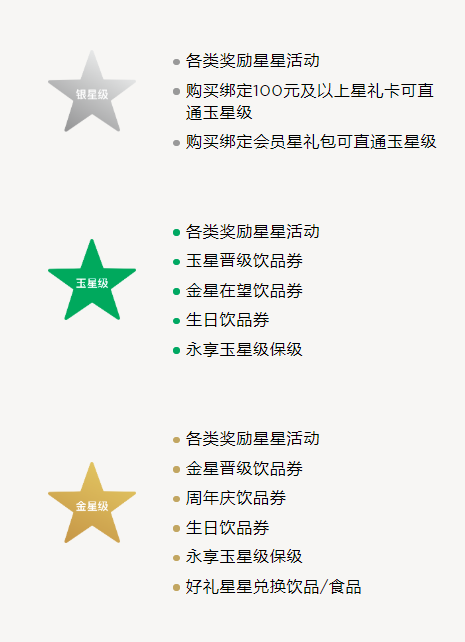 银星级
各类奖励星星活动
购买绑定100元及以上星礼卡可直
通玉星级
购买绑定会员星礼包可直通玉星级
玉星级
各类奖励星星活动
玉星晋级饮品券
金星在望饮品券
生日饮品券
永享玉星级保级
金星级
各类奖励星星活动
金星晋级饮品券
周年庆饮品券
生日饮品券
永享玉星级保级
好礼星星兑换饮品/食品